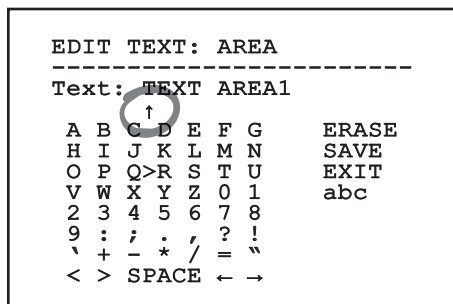 EDIT TEXT: AREA
------------------------
Text: TEXT AREA1
↑
A B C D E F G ERASE
H I J K L M N SAVE
O P Q>R S T U EXIT
V W X Y Z 0 1 abc
2 3 4 5 6 7 8
9 : ; . , ? !
‛ + - * / = ‟
< > SPACE ← →